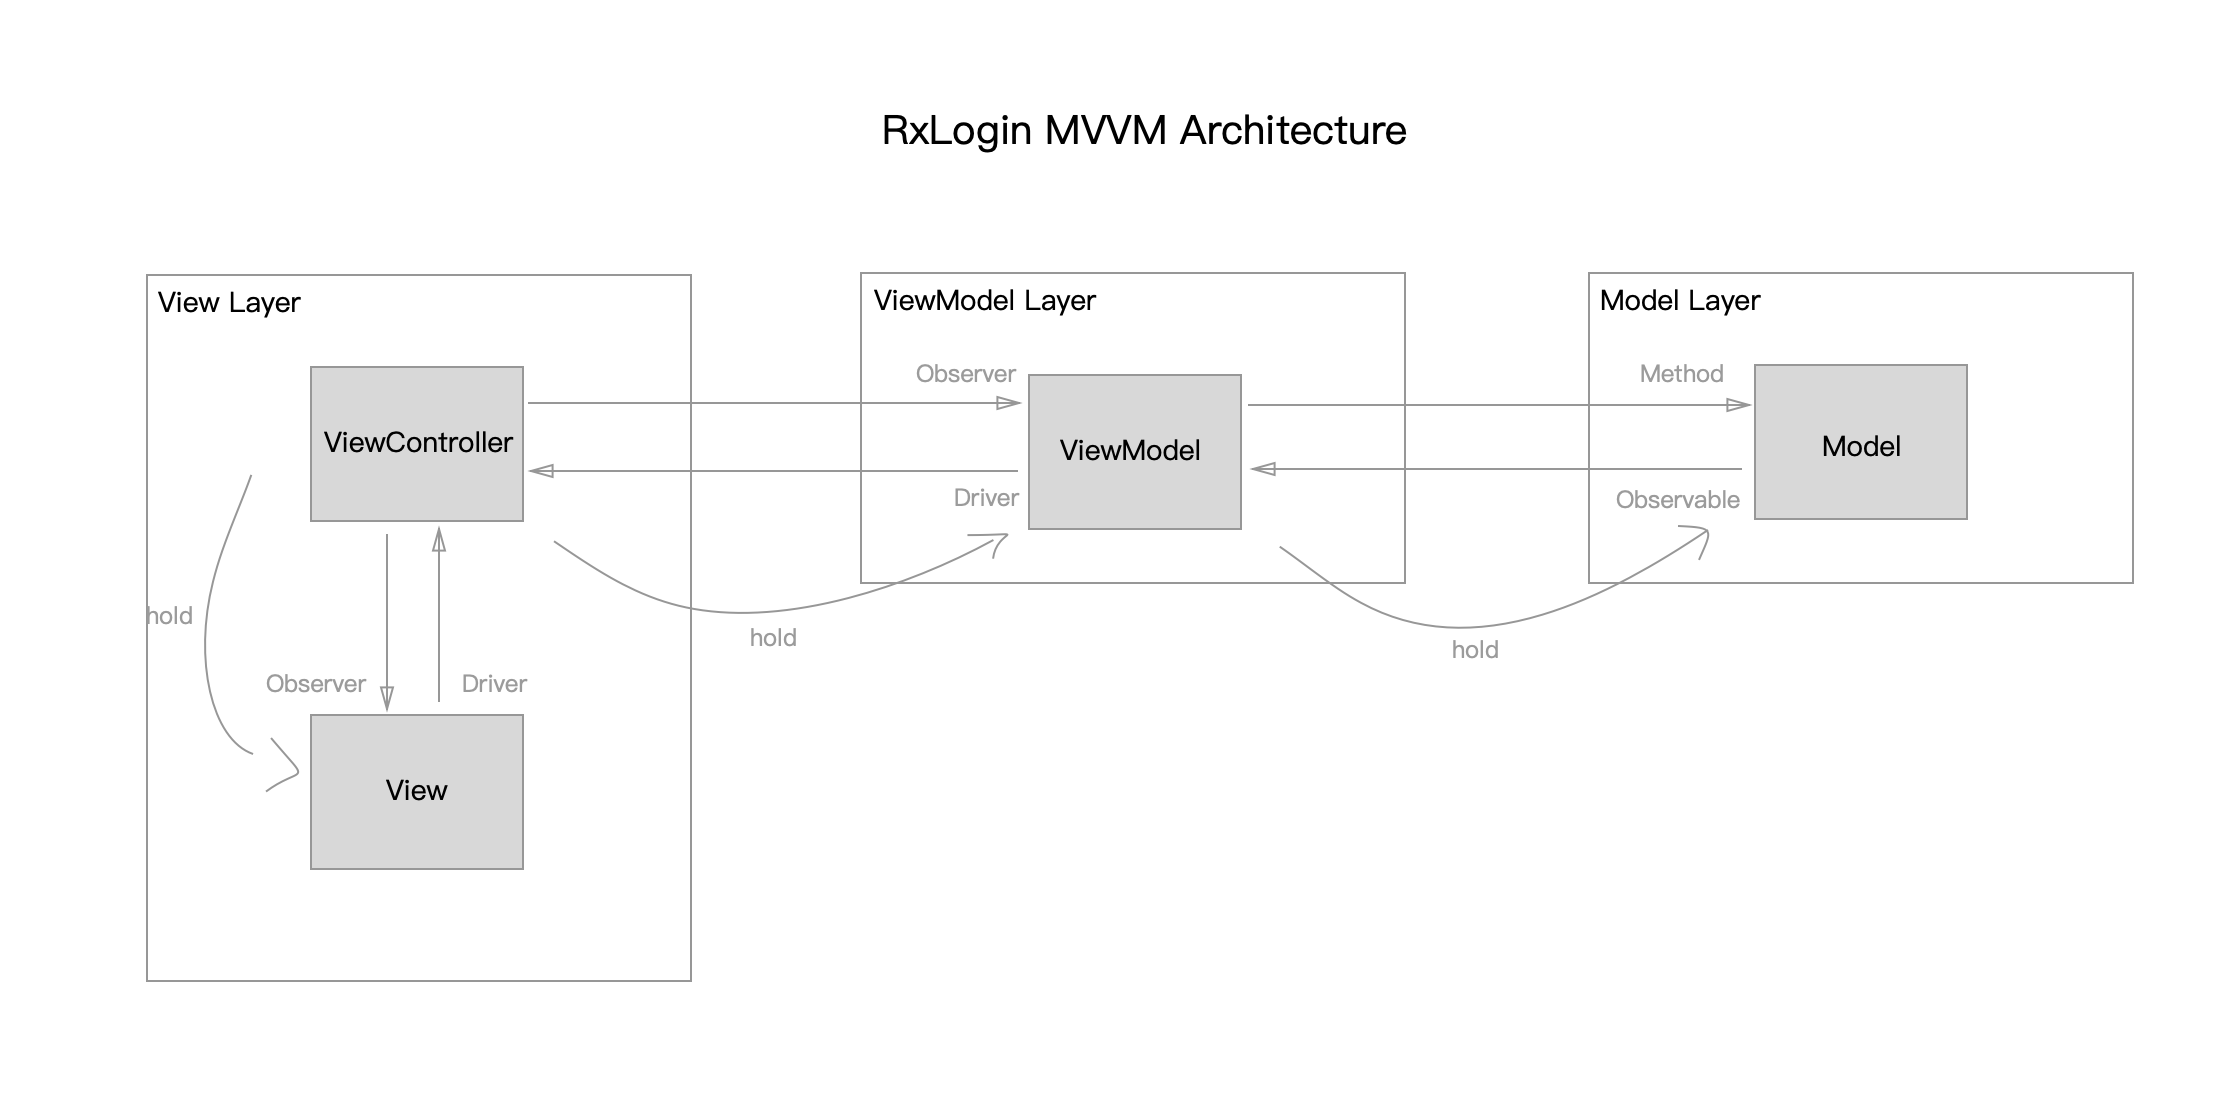 RxLogin MVVM Architecture
View Layer
ViewController
hold
Observer
Driver
View
ViewModel Layer
Observer
ViewModel
Driver
hold
Model Layer
Method
Model
Observable
hold